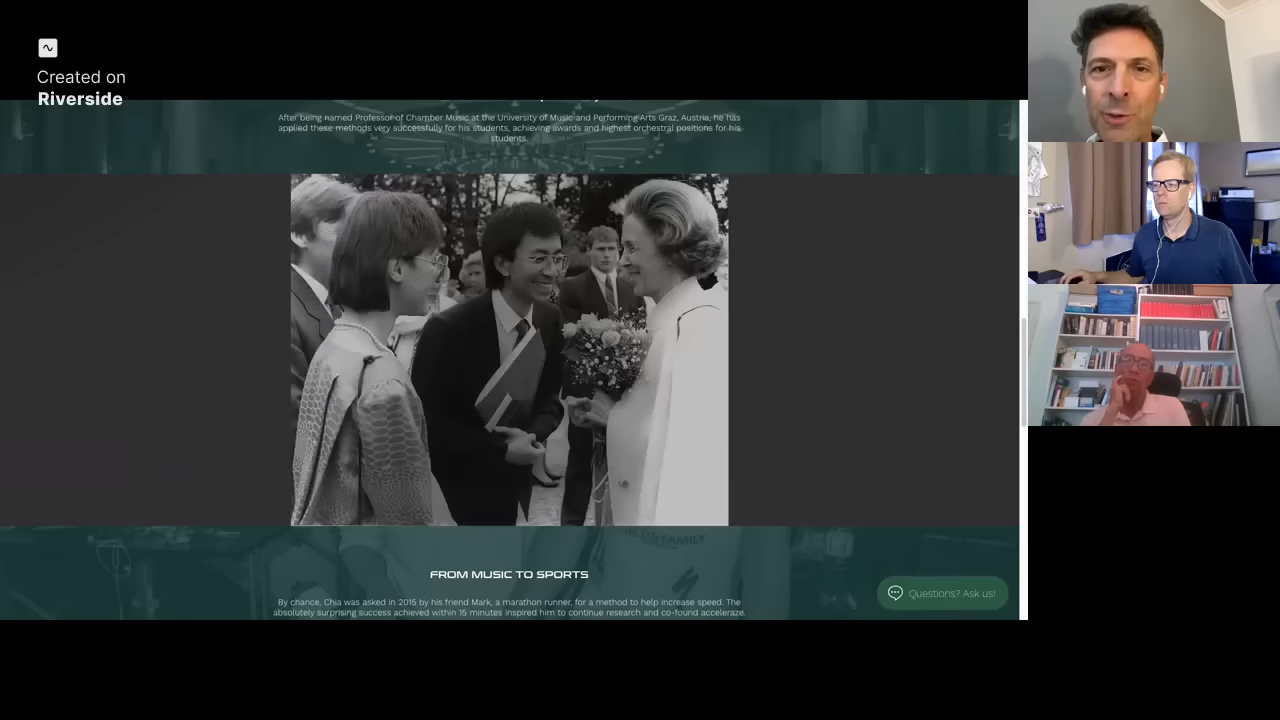 Created on
Riverside
After being named Professor of Chamber Music at the University of Music and Performing Arts Graz, Austria, he has
applied these methods very successfully for his students, achieving awards and highest orchestral positions for his
students.
FAMILY
FROM MUSIC TO SPORTS
By chance, Chia was asked in 2015 by his friend Mark, a marathon runner, for a method to help increase speed. The
absolutely surprising success achieved within 15 minutes inspired him to continue research and co-found acceleraze.
Questions? Ask us!